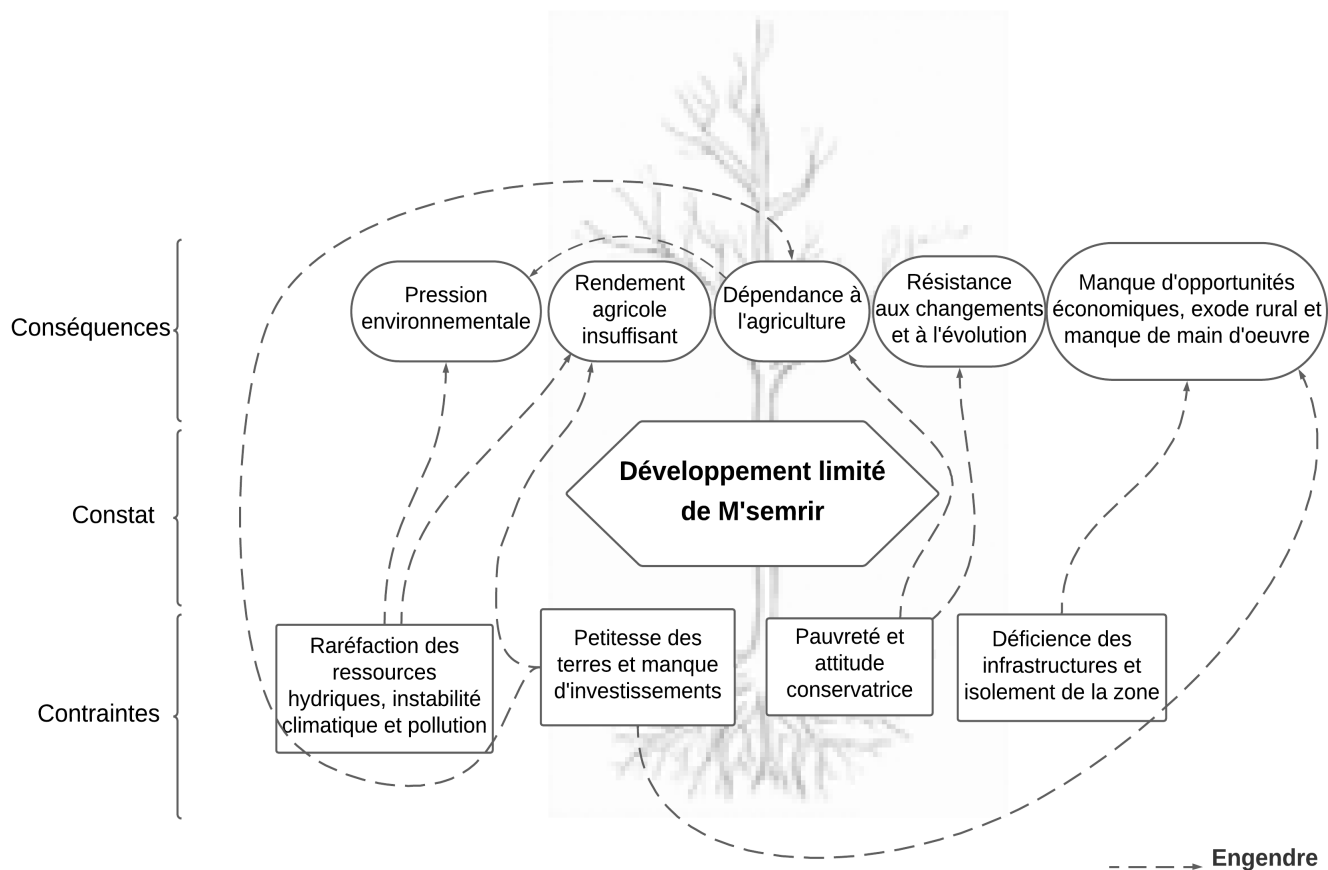 Conséquences
Pression
environnementale
Rendement
agricole
insuffisant
Dépendance à
l'agriculture
Résistance
aux changements
et à l'évolution
Manque d'opportunités
économiques, exode rural et
manque de main d'oeuvre
Constat
Développement limité
de M'semrir
Contraintes
Raréfaction des
ressources
hydriques, instabilité
climatique et pollution
Petitesse des
terres et manque
d'investissements
Pauvreté et
attitude
conservatrice
Déficience des
infrastructures et
isolement de la zone
Engendre